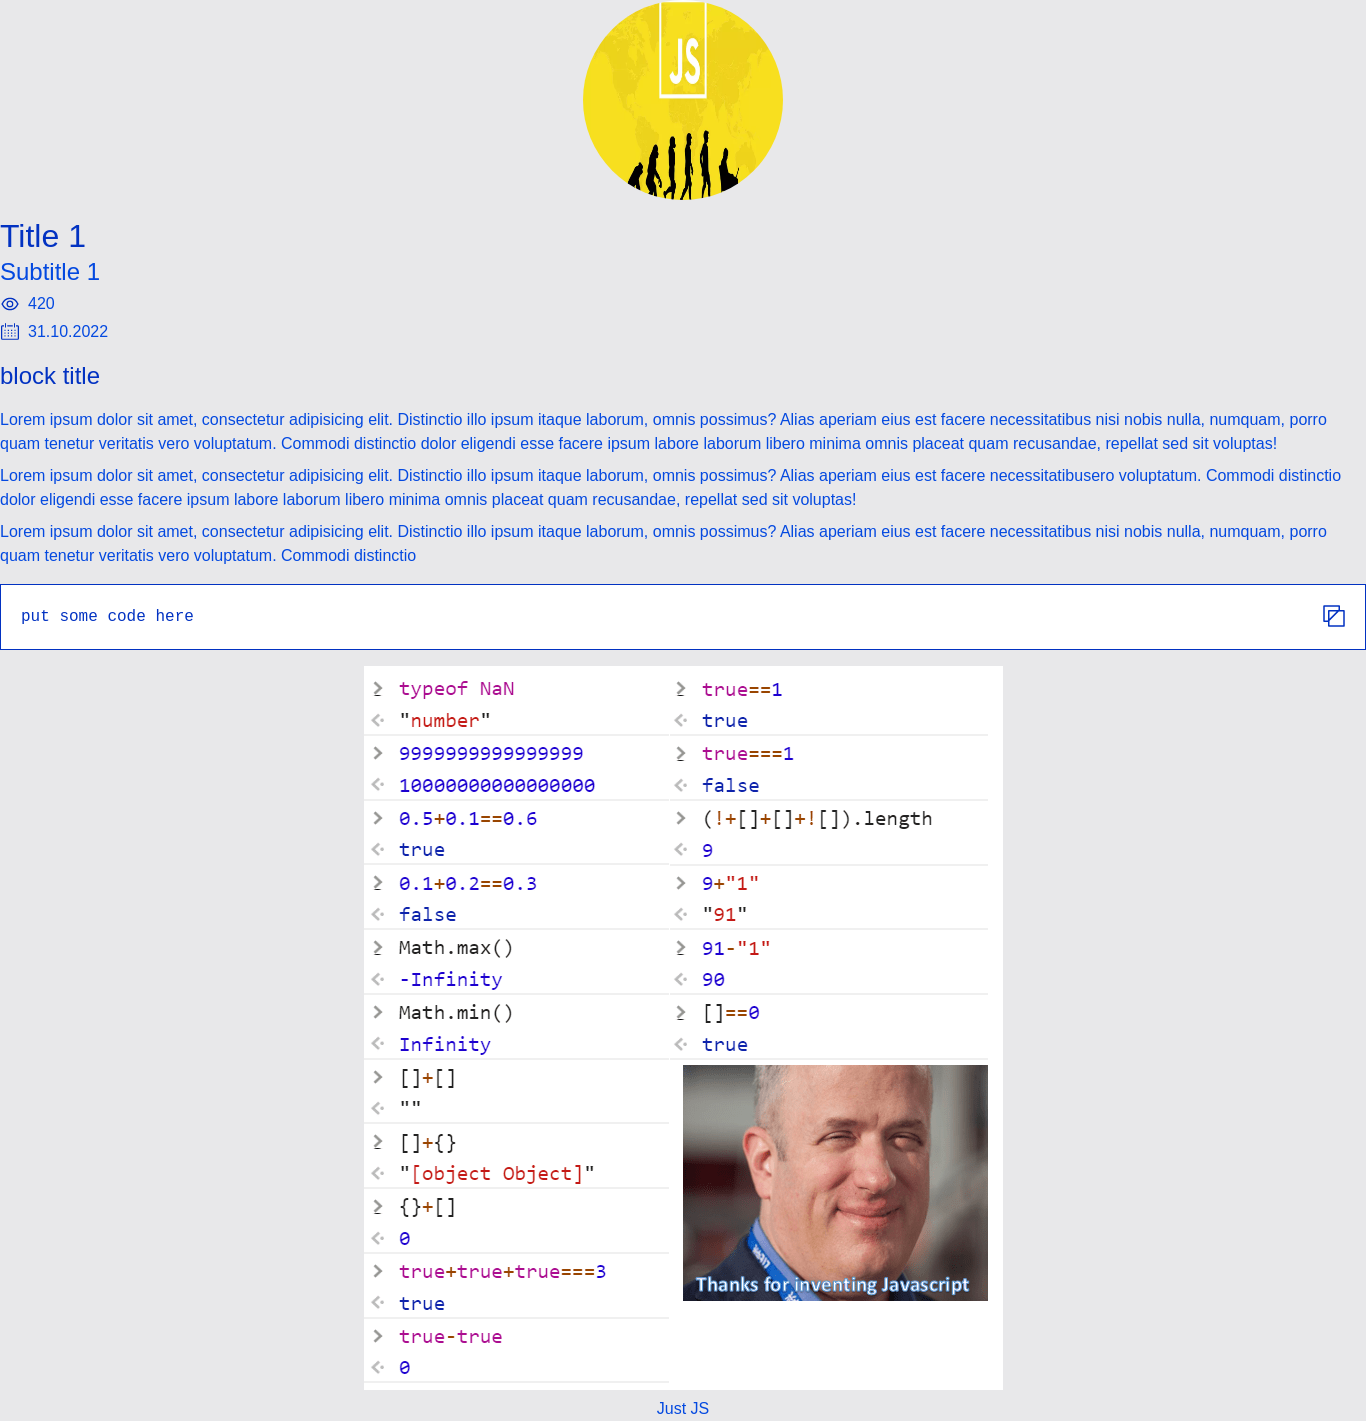 JS
Title 1
Subtitle 1
420
31.10.2022
block title
Lorem ipsum dolor sit amet, consectetur adipisicing elit. Distinctio illo ipsum itaque laborum, omnis possimus? Alias aperiam eius est facere necessitatibus nisi nobis nulla, numquam, porro
quam tenetur veritatis vero voluptatum. Commodi distinctio dolor eligendi esse facere ipsum labore laborum libero minima omnis placeat quam recusandae, repellat sed sit voluptas!
Lorem ipsum dolor sit amet, consectetur adipisicing elit. Distinctio illo ipsum itaque laborum, omnis possimus? Alias aperiam eius est facere necessitatibusero voluptatum. Commodi distinctio
dolor eligendi esse facere ipsum labore laborum libero minima omnis placeat quam recusandae, repellat sed sit voluptas!
Lorem ipsum dolor sit amet, consectetur adipisicing elit. Distinctio illo ipsum itaque laborum, omnis possimus? Alias aperiam eius est facere necessitatibus nisi nobis nulla, numquam, porro
quam tenetur veritatis vero voluptatum. Commodi distinctio
put some code here
typeof NaN
"number"
9999999999999999
10000000000000000
0.5+0.1==0.6
true
0.1+0.2==0.3
false
Math.max()
-Infinity
Math.min()
Infinity
[]+[]
""
[]+{}
"[object Object]"
{}+[]
0
true+true+true===3
true
true-true
0
true==1
true
true===1
false
(!+[]+[]+![]).length
9
9+"1"
"91"
91-"1"
90
[]==0
true
Thanks for inventing Javascript
Just JS